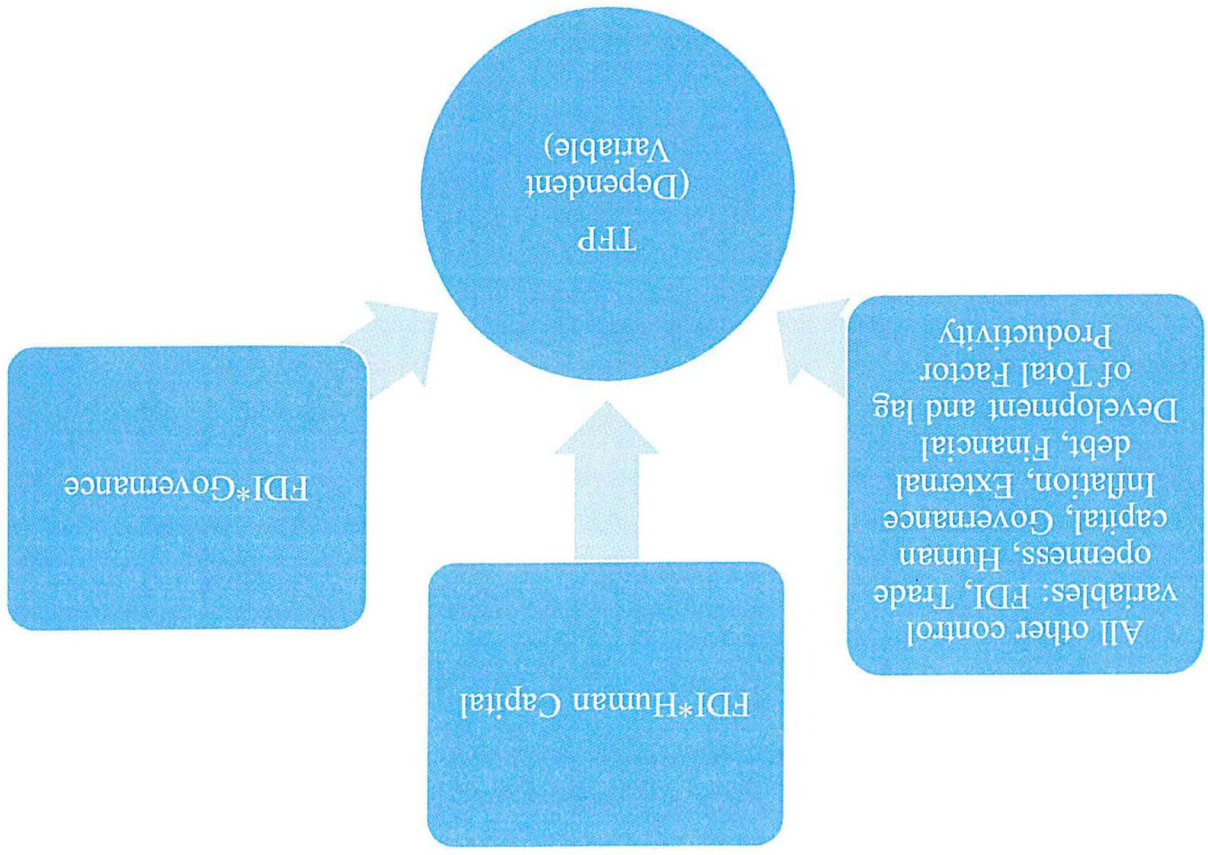 FDI*Human Capital
All other control
variables: FDI, Trade
openness, Human
capital, Governance
Inflation, External
debt, Financial
Development and lag
of Total Factor
Productivity
FDI*Governance
TFP
(Dependent
Variable)